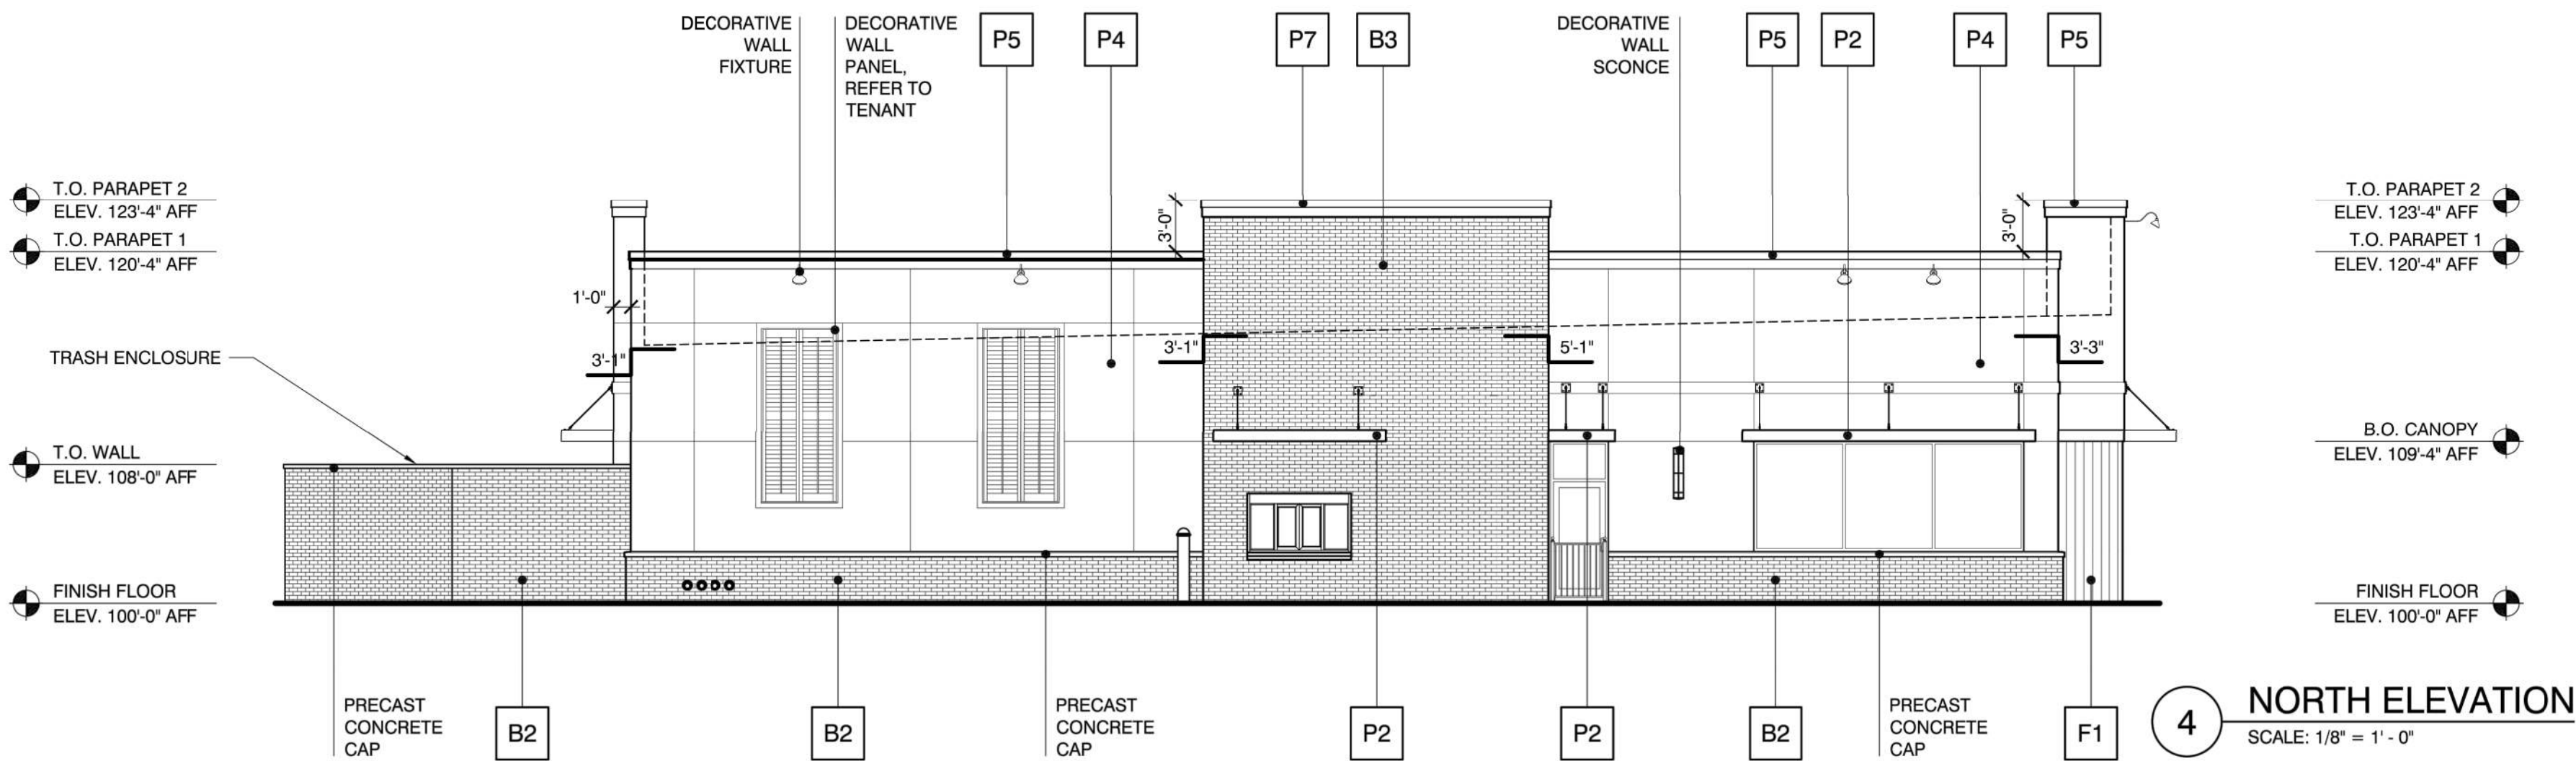 DECORATIVE
WALL
FIXTURE
DECORATIVE
WALL
PANEL,
REFER TO
TENANT
P5
P4
P7
B3
DECORATIVE
WALL
SCONCE
P5
P2
P4
P5
T.O. PARAPET 2
ELEV. 123'-4" AFF
T.O. PARAPET 1
ELEV. 120'-4" AFF
3'-0"
3'-0"
T.O. PARAPET 2
ELEV. 123'-4" AFF
T.O. PARAPET 1
ELEV. 120'-4" AFF
1'-0"
TRASH ENCLOSURE
3'-1"
3'-1"
5'-1"
3'-3"
T.O. WALL
ELEV. 108'-0" AFF
B.O. CANOPY
ELEV. 109'-4" AFF
FINISH FLOOR
ELEV. 100'-0" AFF
FINISH FLOOR
ELEV. 100'-0" AFF
PRECAST
CONCRETE
CAP
B2
B2
PRECAST
CONCRETE
CAP
P2
P2
B2
PRECAST
CONCRETE
CAP
F1
4
NORTH ELEVATION
SCALE: 1/8" = 1' - 0"